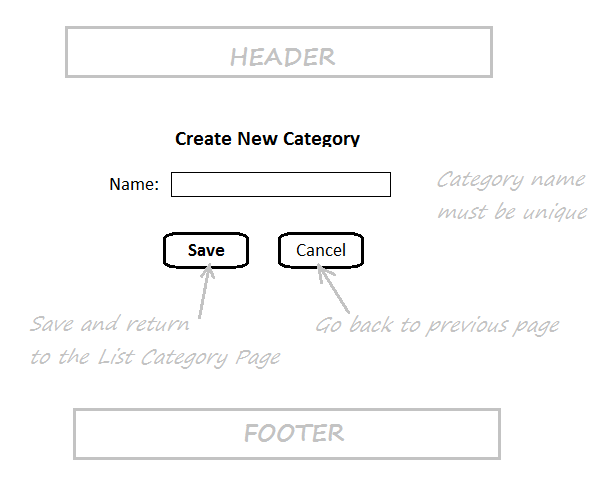 HEADER
Create New Category
Name:
Category name
must be unique
Save
Cancel
Save and return
to the List Category Page
Go back to previous page
FOOTER